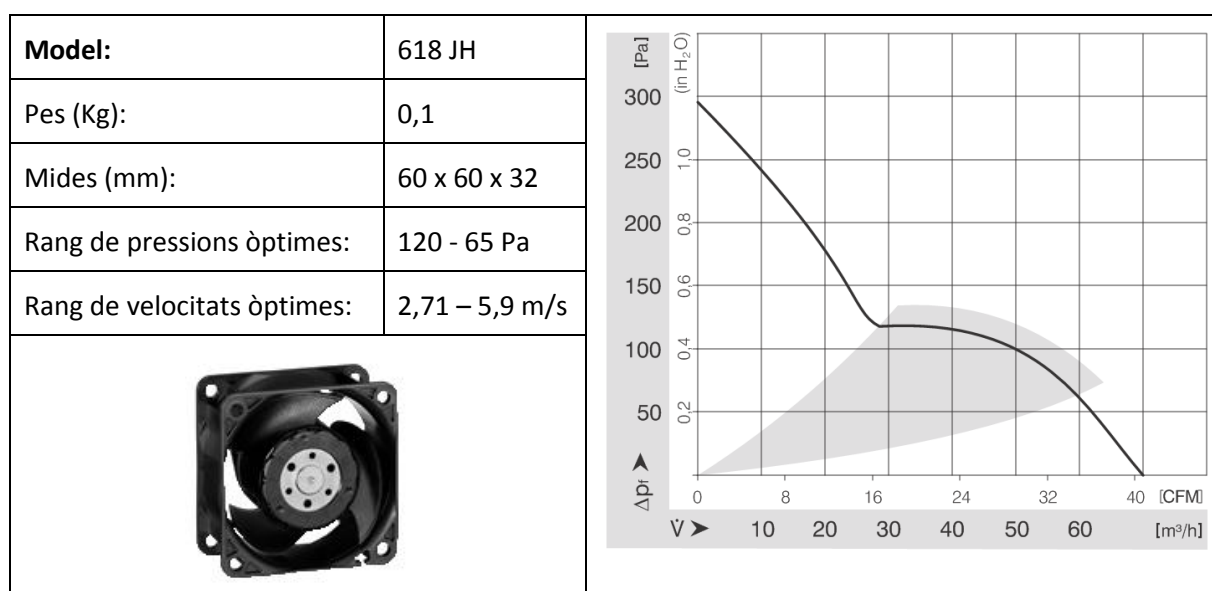 Model: 618 JH
Pes (Kg): 0,1
Mides (mm): 60 x 60 x 32
Rang de pressions òptimes: 120 - 65 Pa
Rang de velocitats òptimes: 2,71 – 5,9 m/s
[Pa]
(in H₂O)
300
250
1,0
200
0,8
150
0,6
100
0,4
50
0,2
Δpf ➤
0 8 16 24 32 40 [CFM]
V̇ ➤ 10 20 30 40 50 60 [m³/h]